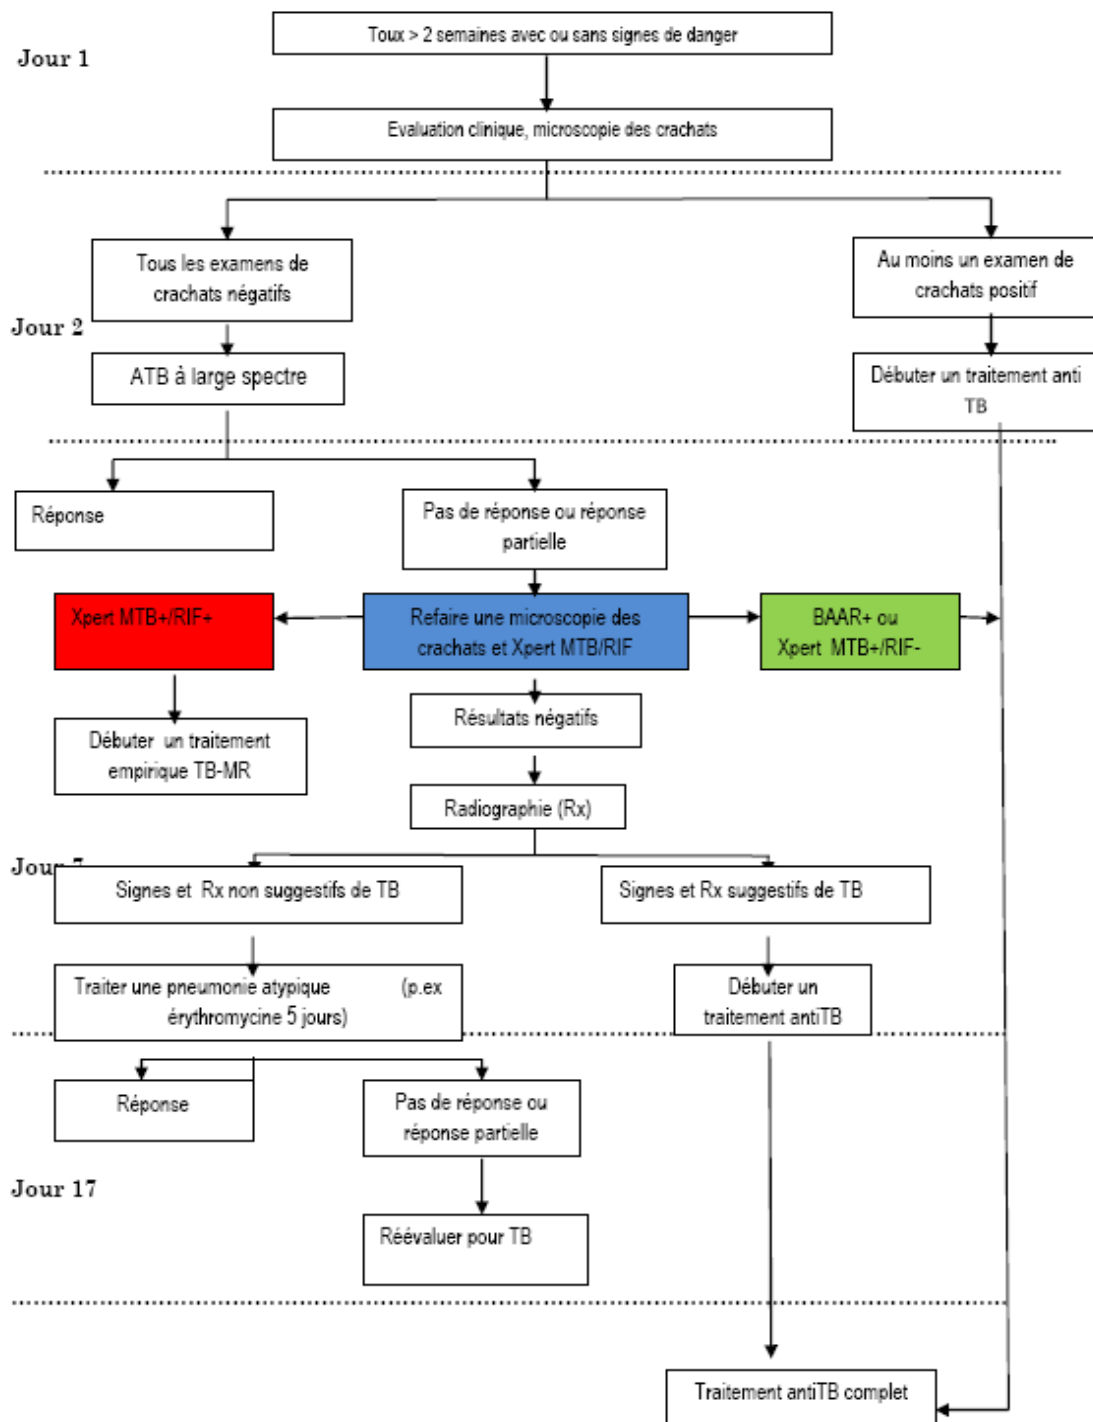 Toux > 2 semaines avec ou sans signes de danger
Jour 1
Evaluation clinique, microscopie des crachats
Tous les examens de
crachats négatifs
Au moins un examen de
crachats positif
Jour 2
ATB à large spectre
Débuter un traitement anti
TB
Réponse
Pas de réponse ou réponse
partielle
Xpert MTB+/RIF+
Refaire une microscopie des
crachats et Xpert MTB/RIF
BAAR+ ou
Xpert MTB+/RIF-
Résultats négatifs
Débuter un traitement
empirique TB-MR
Radiographie (Rx)
Jour 7
Signes et Rx non suggestifs de TB
Signes et Rx suggestifs de TB
Traiter une pneumonie atypique (p.ex
érythromycine 5 jours)
Débuter un
traitement antiTB
Réponse
Pas de réponse ou
réponse partielle
Jour 17
Réévaluer pour TB
Traitement antiTB complet